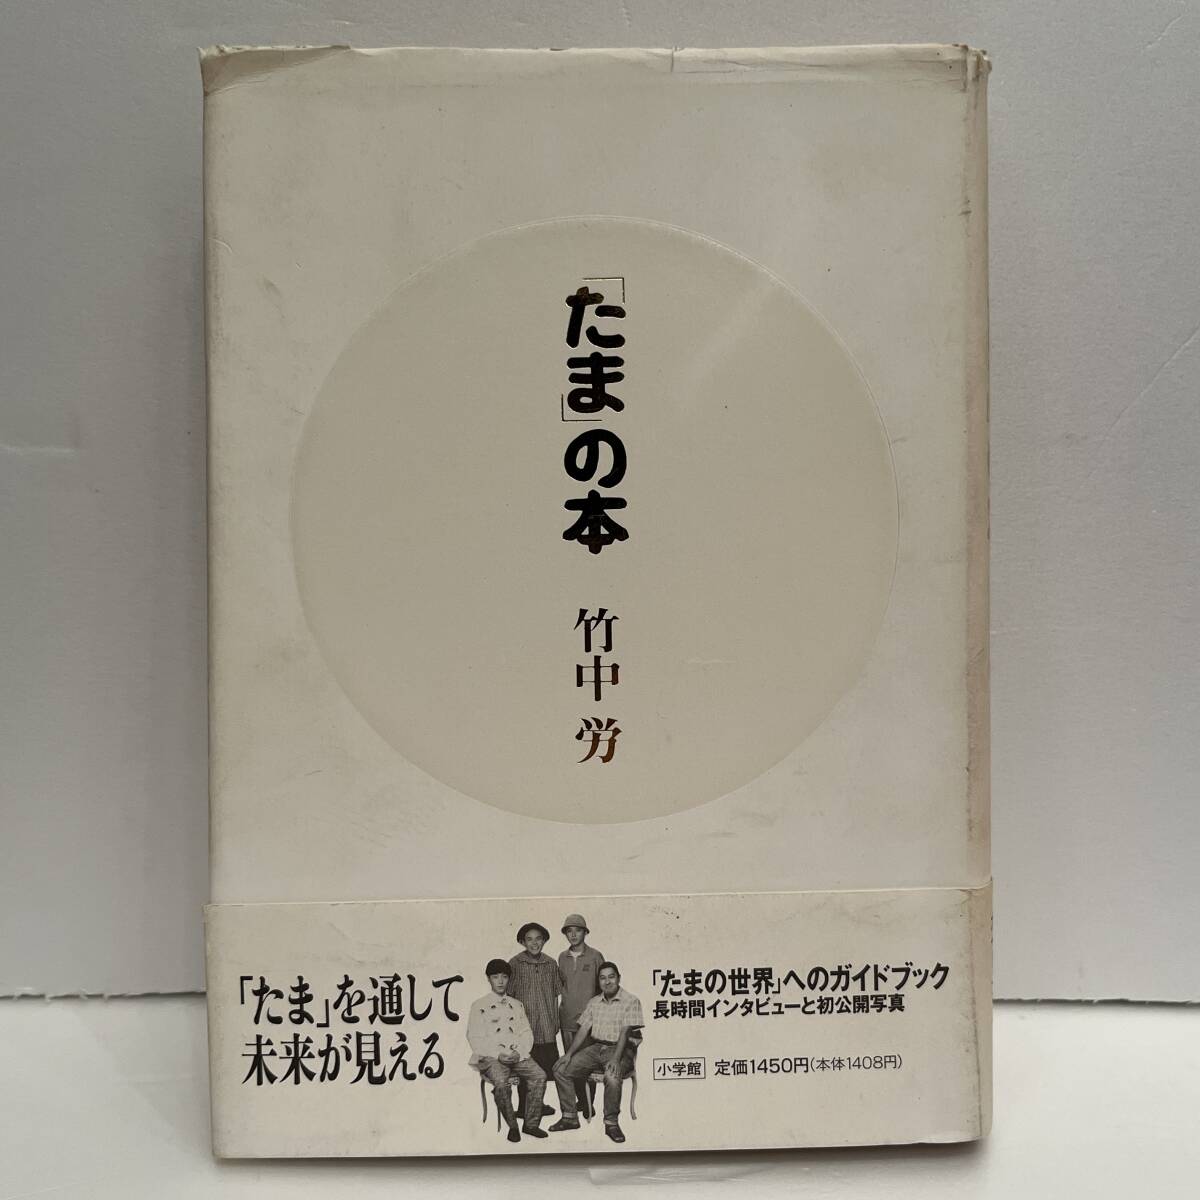 「たま」の本
竹中 労
「たま」を通して
未来が見える
「たまの世界」へのガイドブック
長時間インタビューと初公開写真
小学館 定価1450円(本体1408円)